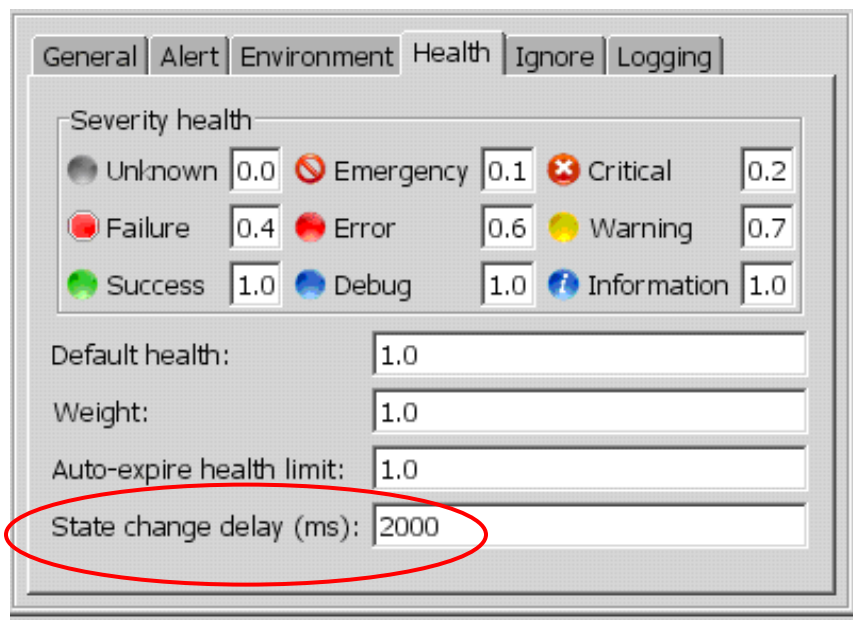 General Alert Environment Health Ignore Logging
Severity health
Unknown 0.0 Emergency 0.1 Critical 0.2
Failure 0.4 Error 0.6 Warning 0.7
Success 1.0 Debug 1.0 Information 1.0
Default health: 1.0
Weight: 1.0
Auto-expire health limit: 1.0
State change delay (ms): 2000